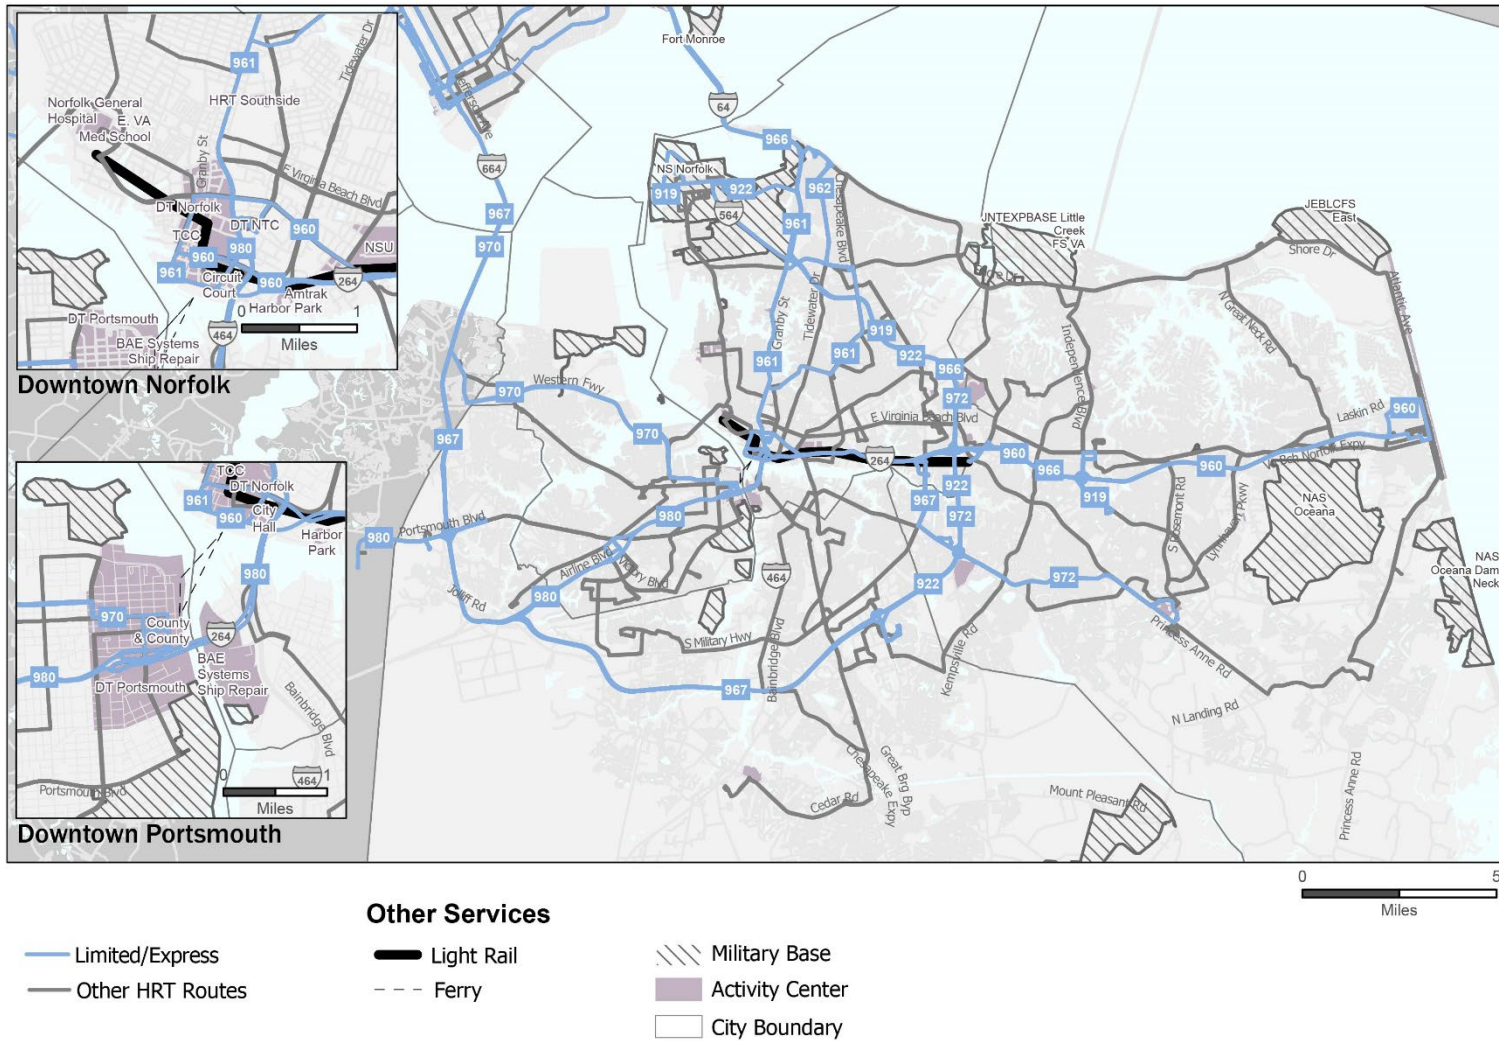 961
Tidewater Dr
HRT Southside
Norfolk General
Hospital
E. VA
Med School
Granby St
E Virginia Beach Blvd
DT Norfolk
DT NTC
960
TCC
980
NSU
960
961
264
Circuit
Court
960
Amtrak
Harbor Park
0
1
Miles
DT Portsmouth
464
BAE Systems
Ship Repair
Downtown Norfolk
TCC
DT Norfolk
961
960
City
Hall
Harbor
Park
980
970
County
& County
264
980
BAE
Systems
Ship Repair
DT Portsmouth
Bainbridge Blvd
464
0
1
Miles
Portsmouth Blvd
Downtown Portsmouth
Fort Monroe
Jefferson Ave
64
966
664
NS Norfolk
919
922
962
564
967
961
970
Chesapeake Blvd
JNTEXPBASE Little
Creek
FS VA
JEBLCFS
East
Shore Dr
Shore Dr
Atlantic Ave
N Great Neck Rd
Granby St
Tidewater Dr
919
961
961
922
966
972
Independence Blvd
Western Fwy
970
E Virginia Beach Blvd
Laskin Rd
960
970
967
264
960
966
960
Va Bch Norfolk Expy
967
922
919
S Rosemont Rd
Lynnhaven Pkwy
NAS
Oceana
980
972
980
Portsmouth Blvd
Airline Blvd
Victory Blvd
464
922
972
NAS
Oceana Dam
Neck
Jolliff Rd
980
S Military Hwy
Bainbridge Blvd
Kempsville Rd
Princess Anne Rd
967
N Landing Rd
Chesapeake Expy
Great Brg Byp
Cedar Rd
Mount Pleasant Rd
Princess Anne Rd
0
5
Miles
Other Services
Limited/Express
Light Rail
Military Base
Other HRT Routes
Ferry
Activity Center
City Boundary